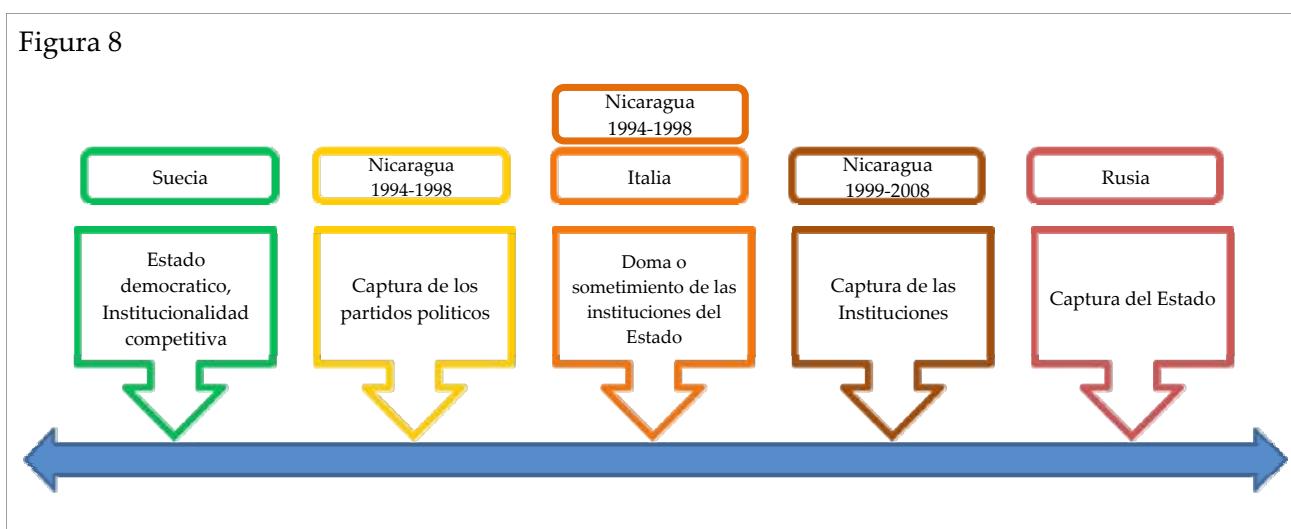 Figura 8
Nicaragua
1994-1998
Suecia
Nicaragua
1994-1998
Italia
Nicaragua
1999-2008
Rusia
Estado
democratico,
Institucionalidad
competitiva
Captura de los
partidos politicos
Doma o
sometimiento de las
instituciones del
Estado
Captura de las
Instituciones
Captura del Estado